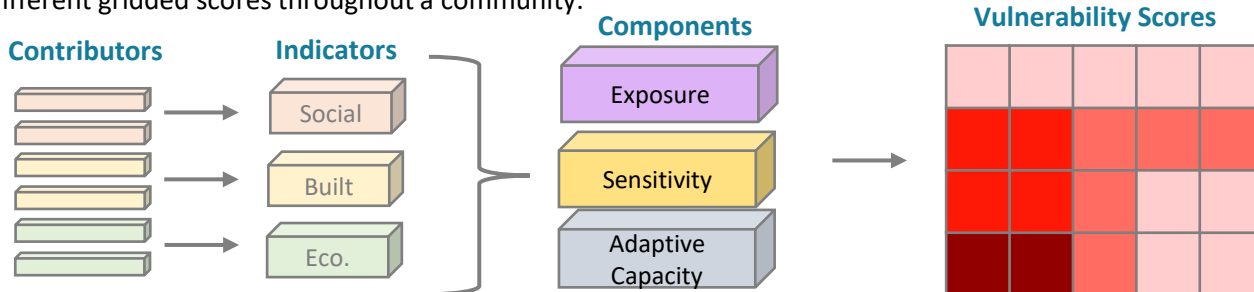 ifferent gridded scores throughout a community.
Contributors
Indicators
Components
Vulnerability Scores
Social
Built
Eco.
Exposure
Sensitivity
Adaptive
Capacity